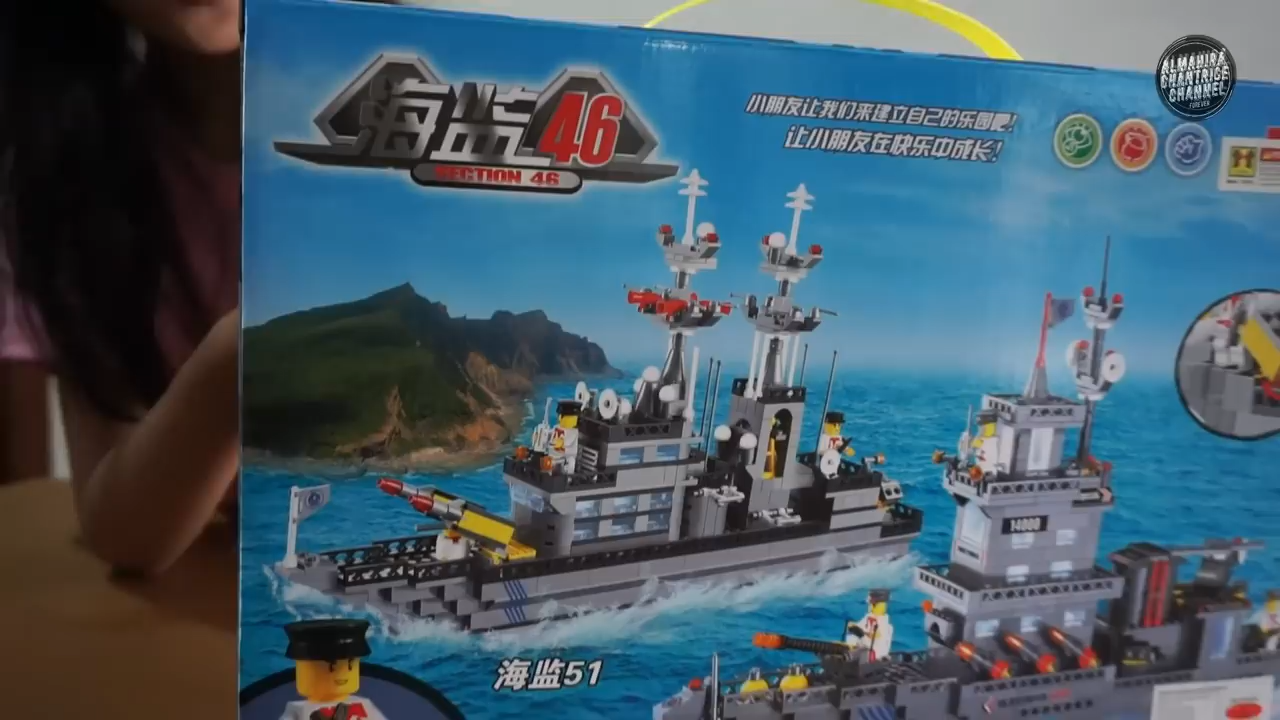 海监46
SECTION 46
小朋友让我们来建立自己的乐园吧!
让小朋友在快乐中成长!
ALMAHIRA
CHANTRICE
CHANNEL
FOREVER
14000
海监51